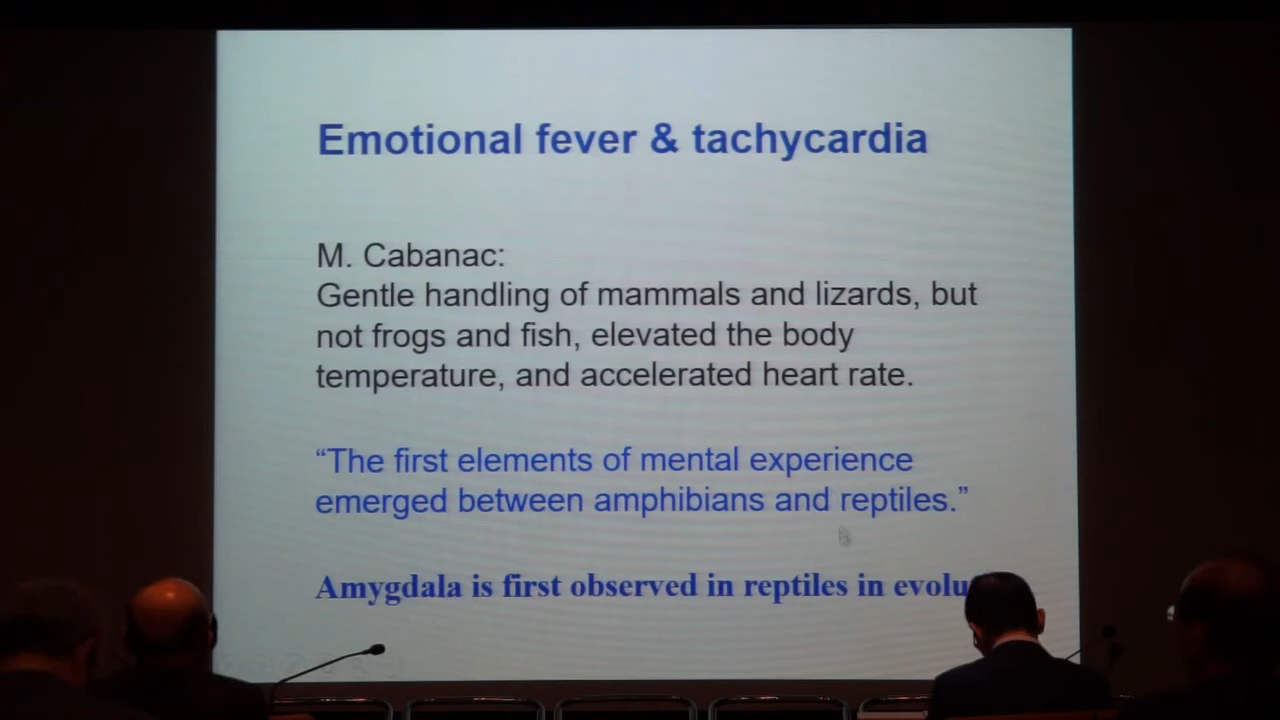 Emotional fever & tachycardia
M. Cabanac:
Gentle handling of mammals and lizards, but
not frogs and fish, elevated the body
temperature, and accelerated heart rate.
“The first elements of mental experience
emerged between amphibians and reptiles.”
Amygdala is first observed in reptiles in evolu